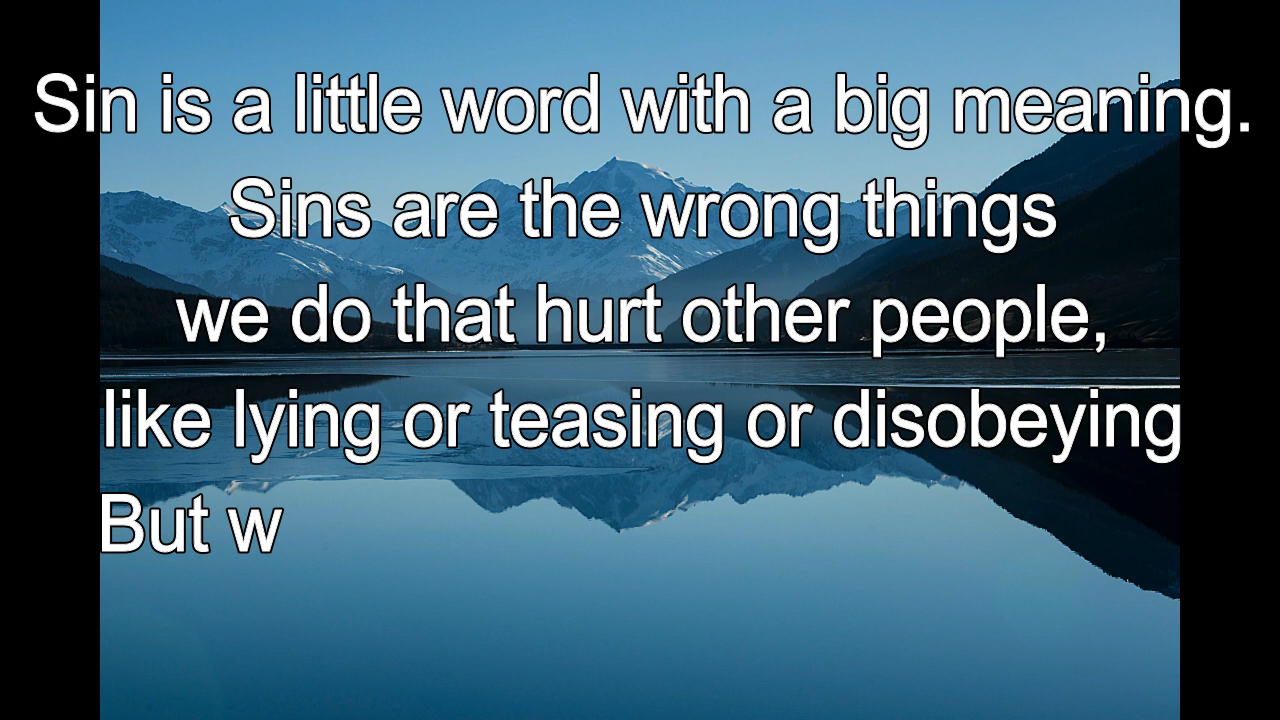 Sin is a little word with a big meaning.
Sins are the wrong things
we do that hurt other people,
like lying or teasing or disobeying
But w